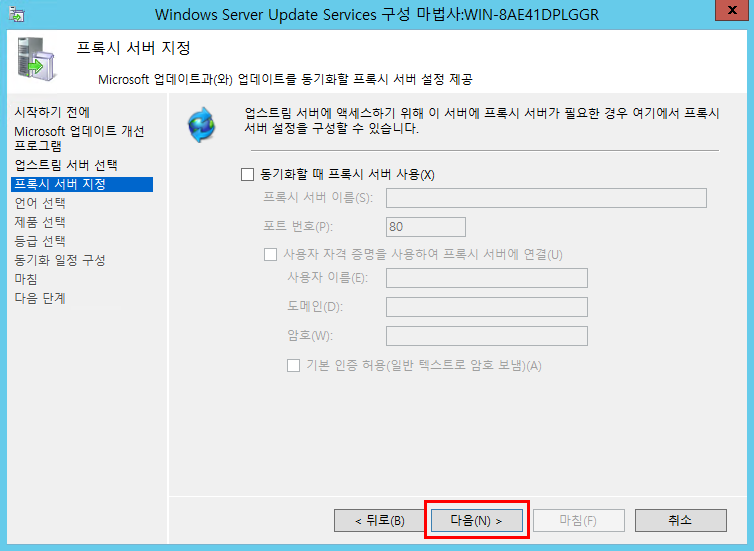 Windows Server Update Services 구성 마법사:WIN-8AE41DPLGGR
x
프록시 서버 지정
Microsoft 업데이트과(와) 업데이트를 동기화할 프록시 서버 설정 제공
시작하기 전에
Microsoft 업데이트 개선
프로그램
업스트림 서버 선택
프록시 서버 지정
언어 선택
제품 선택
등급 선택
동기화 일정 구성
마침
다음 단계
업스트림 서버에 액세스하기 위해 이 서버에 프록시 서버가 필요한 경우 여기에서 프록시
서버 설정을 구성할 수 있습니다.
동기화할 때 프록시 서버 사용(X)
프록시 서버 이름(S):
포트 번호(P):
80
사용자 자격 증명을 사용하여 프록시 서버에 연결(U)
사용자 이름(E):
도메인(D):
암호(W):
기본 인증 허용(일반 텍스트로 암호 보냄)(A)
< 뒤로(B)
다음(N) >
마침(F)
취소